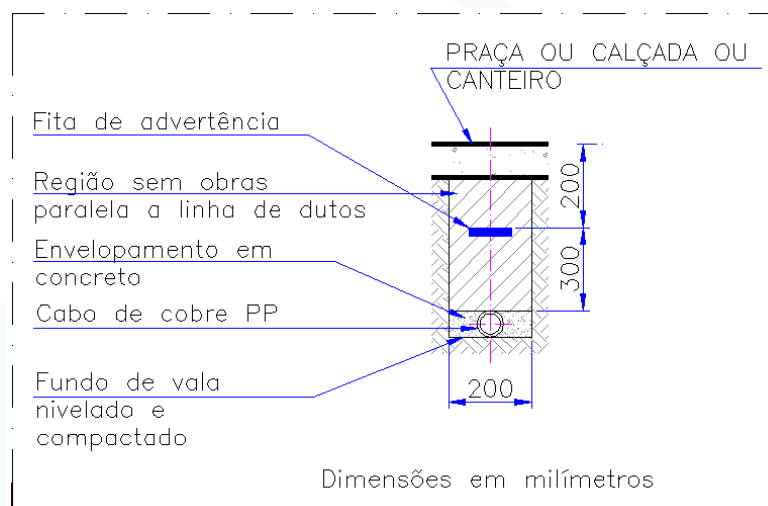 PRAÇA OU CALÇADA OU
CANTEIRO
Fita de advertência
Região sem obras
paralela a linha de dutos
Envelopamento em
concreto
Cabo de cobre PP
Fundo de vala
nivelada e
compactado
200
300
200
Dimensões em milímetros